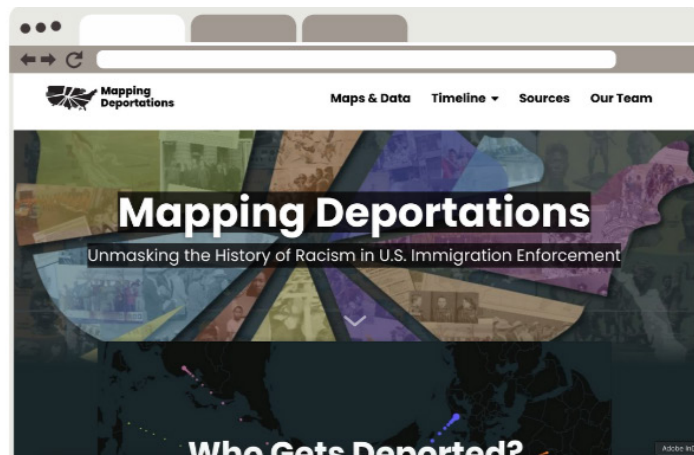 Mapping
Deportations
Maps & Data Timeline Sources Our Team
Mapping Deportations
Unmasking the History of Racism in U.S. Immigration Enforcement
Who Gets Deported?
Adobe